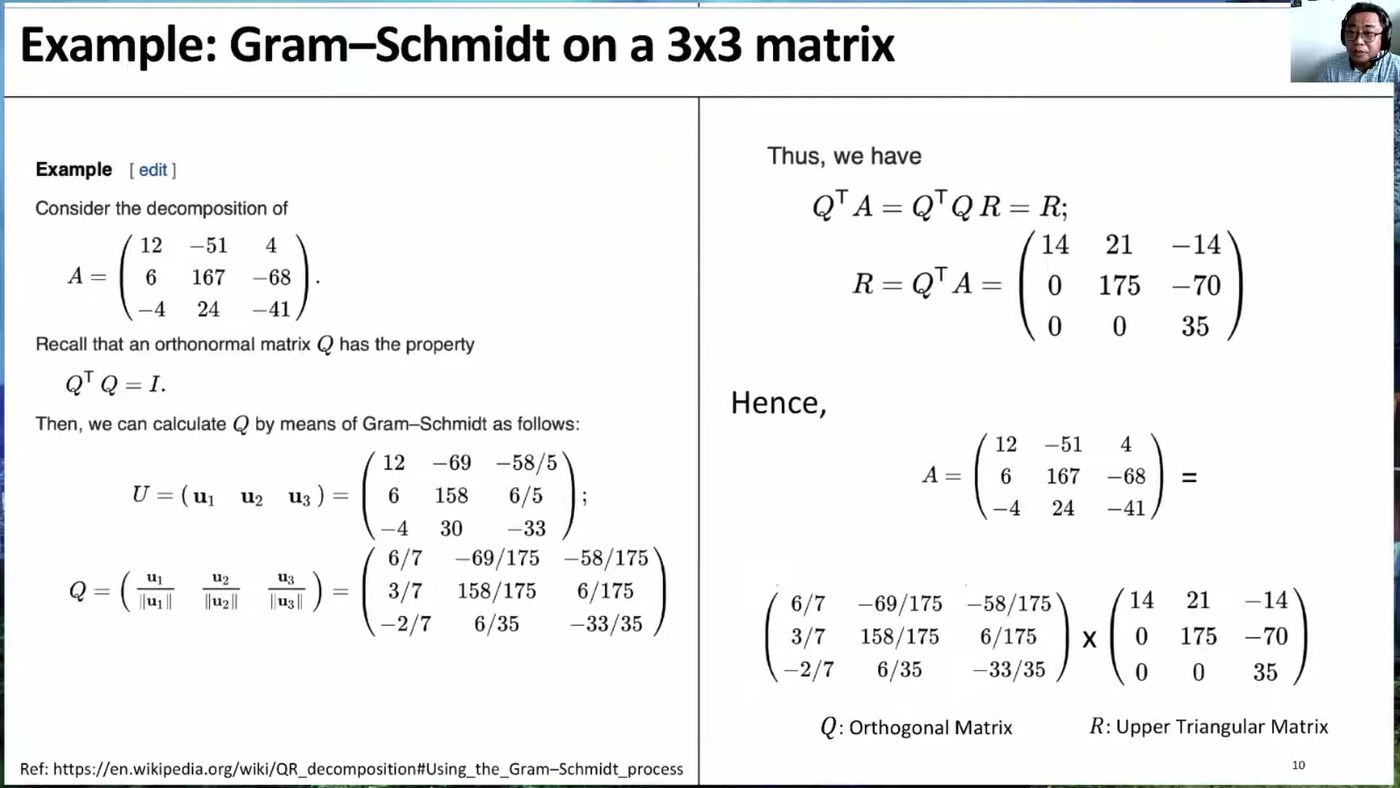 Example: Gram–Schmidt on a 3x3 matrix
Example [ edit ]
Consider the decomposition of
A = ( 12 −51 4
6 167 −68
−4 24 −41 ) .
Recall that an orthonormal matrix Q has the property
Qᵀ Q = I.
Then, we can calculate Q by means of Gram–Schmidt as follows:
U = ( u₁ u₂ u₃ ) = ( 12 −69 −58/5
6 158 6/5
−4 30 −33 ) ;
Q = ( u₁/‖u₁‖ u₂/‖u₂‖ u₃/‖u₃‖ ) = ( 6/7 −69/175 −58/175
3/7 158/175 6/175
−2/7 6/35 −33/35 )
Ref: https://en.wikipedia.org/wiki/QR_decomposition#Using_the_Gram–Schmidt_process
Thus, we have
Qᵀ A = Qᵀ Q R = R;
R = Qᵀ A = ( 14 21 −14
0 175 −70
0 0 35 )
Hence,
A = ( 12 −51 4
6 167 −68
−4 24 −41 ) =
( 6/7 −69/175 −58/175
3/7 158/175 6/175
−2/7 6/35 −33/35 ) x ( 14 21 −14
0 175 −70
0 0 35 )
Q: Orthogonal Matrix
R: Upper Triangular Matrix
10